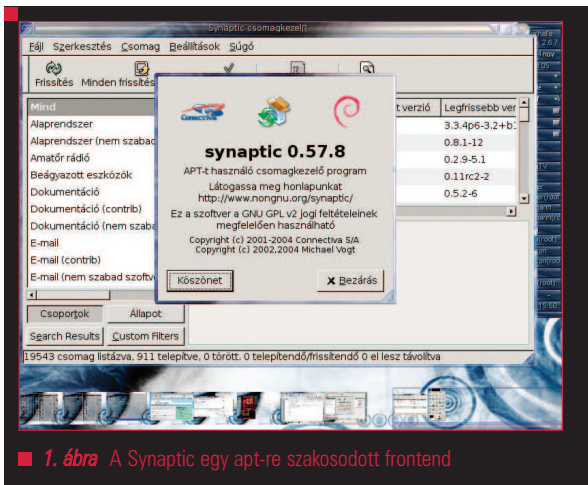 Synaptic csomagkezelő
Fájl Szerkesztés Csomag Beállítások Súgó
Frissítés Minden frissítés
Mind
Alaprendszer
Alaprendszer (nem szabad
Amatőr rádió
Beágyazott eszközök
Dokumentáció
Dokumentáció (contrib)
Dokumentáció (nem szaba
E-mail
E-mail (contrib)
E-mail (nem szabad szoftv
t verzió Legfrissebb ver
3.3.4p6-3.2+b1
0.8.1-12
0.2.9-5.1
0.11rc2-2
0.5.2-6
Connectiva
synaptic 0.57.8
APT-t használó csomagkezelő program
Látogassa meg honlapunkat
http://www.nongnu.org/synaptic/
Ez a szoftver a GNU GPL v2 jogi feltételeinek
megfelelően használható
Copyright (c) 2001-2004 Connectiva S/A
Copyright (c) 2002,2004 Michael Vogt
Köszönet
Bezárás
Csoportok Állapot
Search Results Custom Filters
19543 csomag listázva, 911 telepítve, 0 törött. 0 telepítendő/frissítendő 0 el lesz távolítva
15:50
1. ábra A Synaptic egy apt-re szakosodott frontend